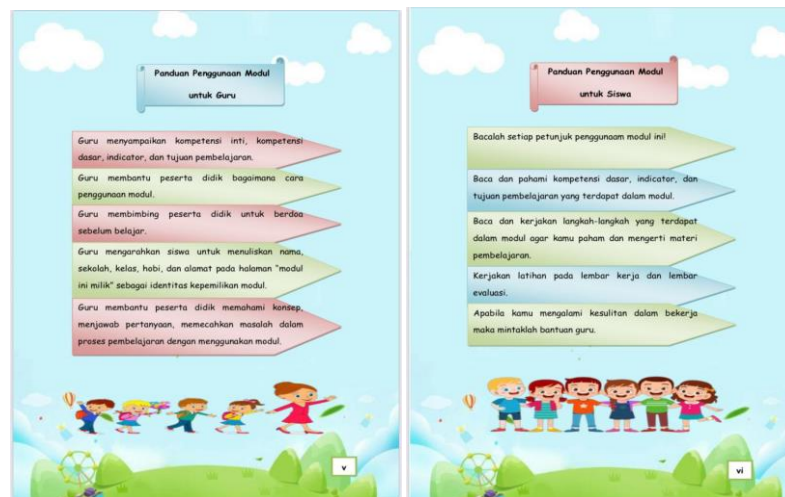 Panduan Penggunaan Modul
untuk Guru
Guru menyampaikan kompetensi inti, kompetensi
dasar, indicator, dan tujuan pembelajaran.
Guru membantu peserta didik bagaimana cara
penggunaan modul.
Guru membimbing peserta didik untuk berdoa
sebelum belajar.
Guru mengarahkan siswa untuk menuliskan nama,
sekolah, kelas, hobi, dan alamat pada halaman "modul
ini milik" sebagai identitas kepemilikan modul.
Guru membantu peserta didik memahami konsep,
menjawab pertanyaan, memecahkan masalah dalam
proses pembelajaran dengan menggunakan modul.
v
Panduan Penggunaan Modul
untuk Siswa
Bacalah setiap petunjuk penggunaam modul ini!
Baca dan pahami kompetensi dasar, indicator, dan
tujuan pembelajaran yang terdapat dalam modul.
Baca dan kerjakan langkah-langkah yang terdapat
dalam modul agar kamu paham dan mengerti materi
pembelajaran.
Kerjakan latihan pada lembar kerja dan lembar
evaluasi.
Apabila kamu mengalami kesulitan dalam bekerja
maka mintaklah bantuan guru.
vi